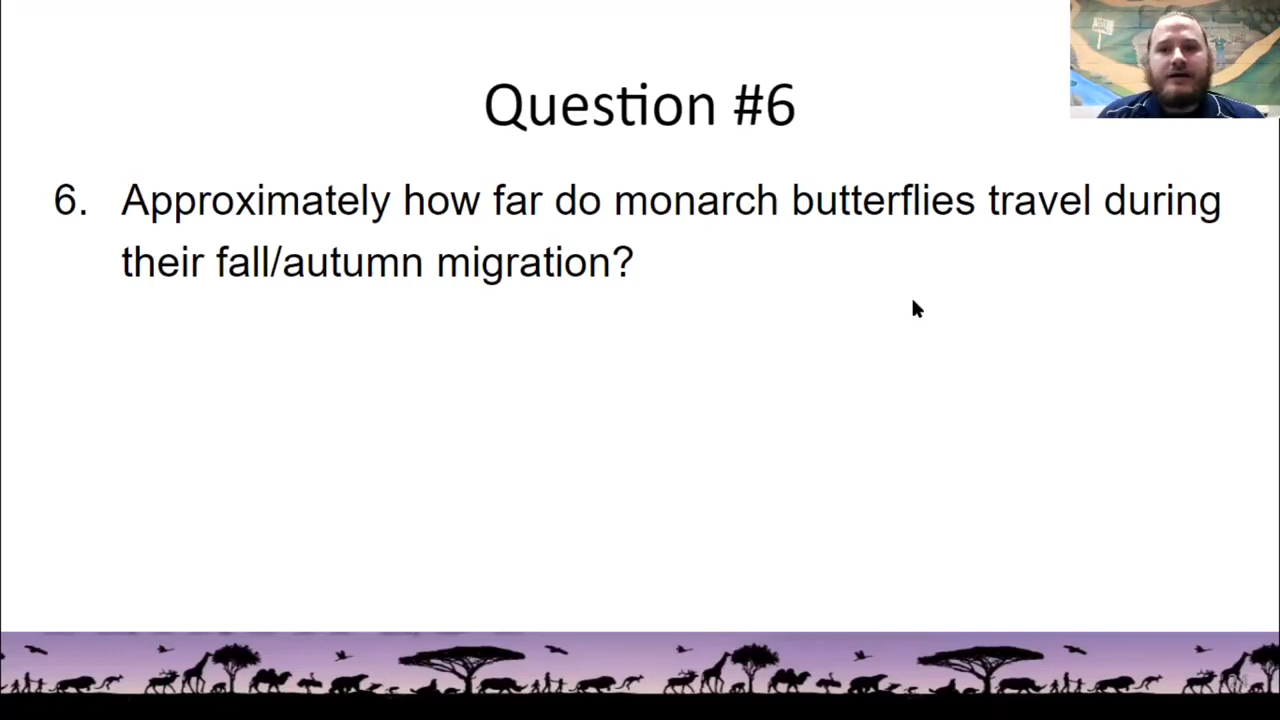 Question #6
6. Approximately how far do monarch butterflies travel during
their fall/autumn migration?